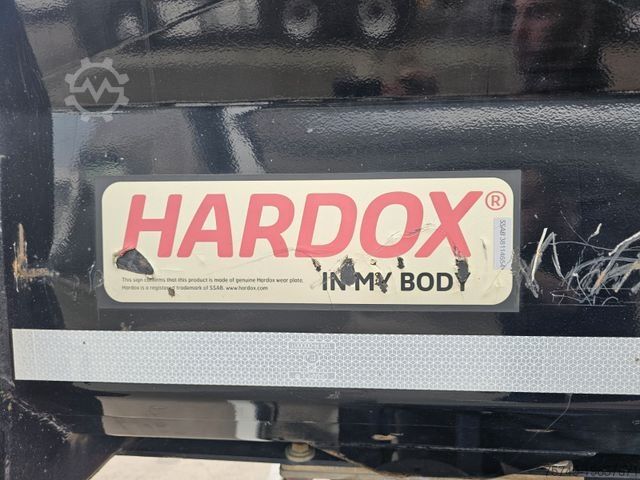 HARDOX®
IN MY BODY
This sign confirms that this product is made of genuine Hardox wear plate.
Hardox is a registered trademark of SSAB. www.hardox.com